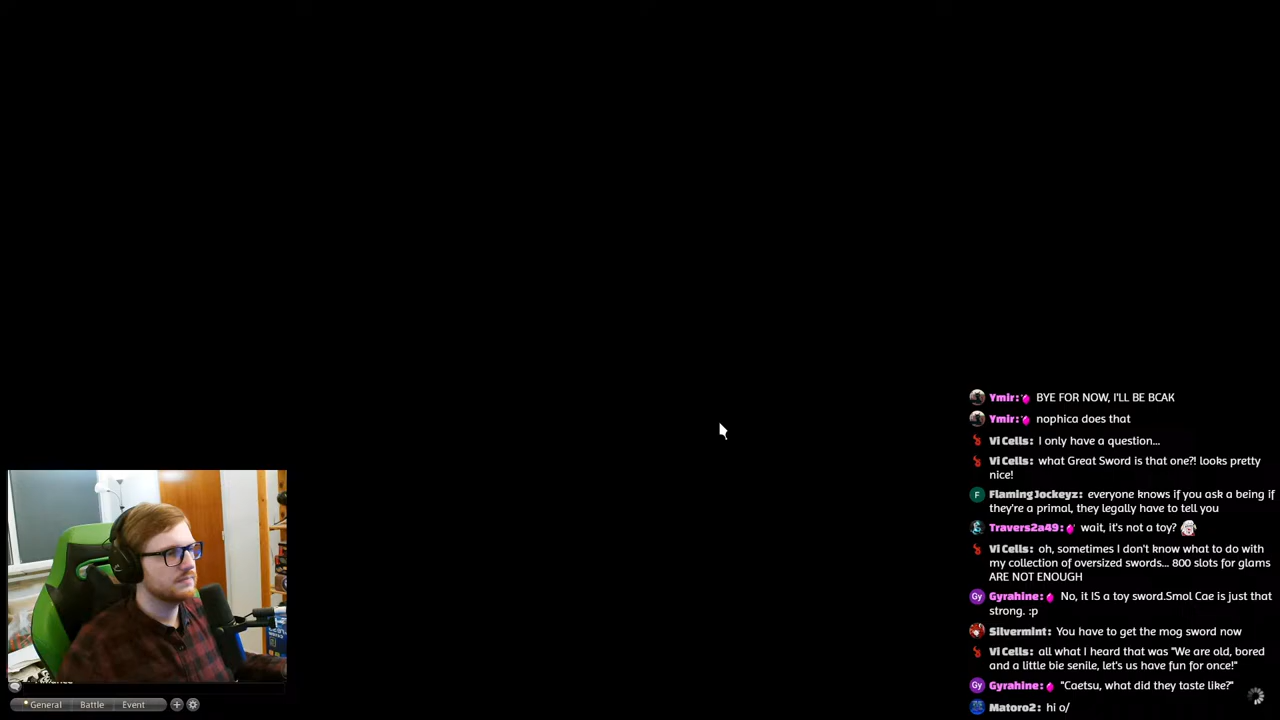 Ymir: BYE FOR NOW, I'LL BE BCAK
Ymir: nophica does that
Vi Cells: I only have a question...
Vi Cells: what Great Sword is that one?! looks pretty
nice!
FlamingJockeyz: everyone knows if you ask a being if
they're a primal, they legally have to tell you
Travers2a49: wait, it's not a toy?
Vi Cells: oh, sometimes I don't know what to do with
my collection of oversized swords... 800 slots for glams
ARE NOT ENOUGH
Gy Gyrahine: No, it IS a toy sword.Smol Cae is just that
strong. :p
Silvermint: You have to get the mog sword now
Vi Cells: all what I heard that was "We are old, bored
and a little bie senile, let's us have fun for once!"
Gy Gyrahine: "Caetsu, what did they taste like?"
Matoro2: hi o/
General Battle Event